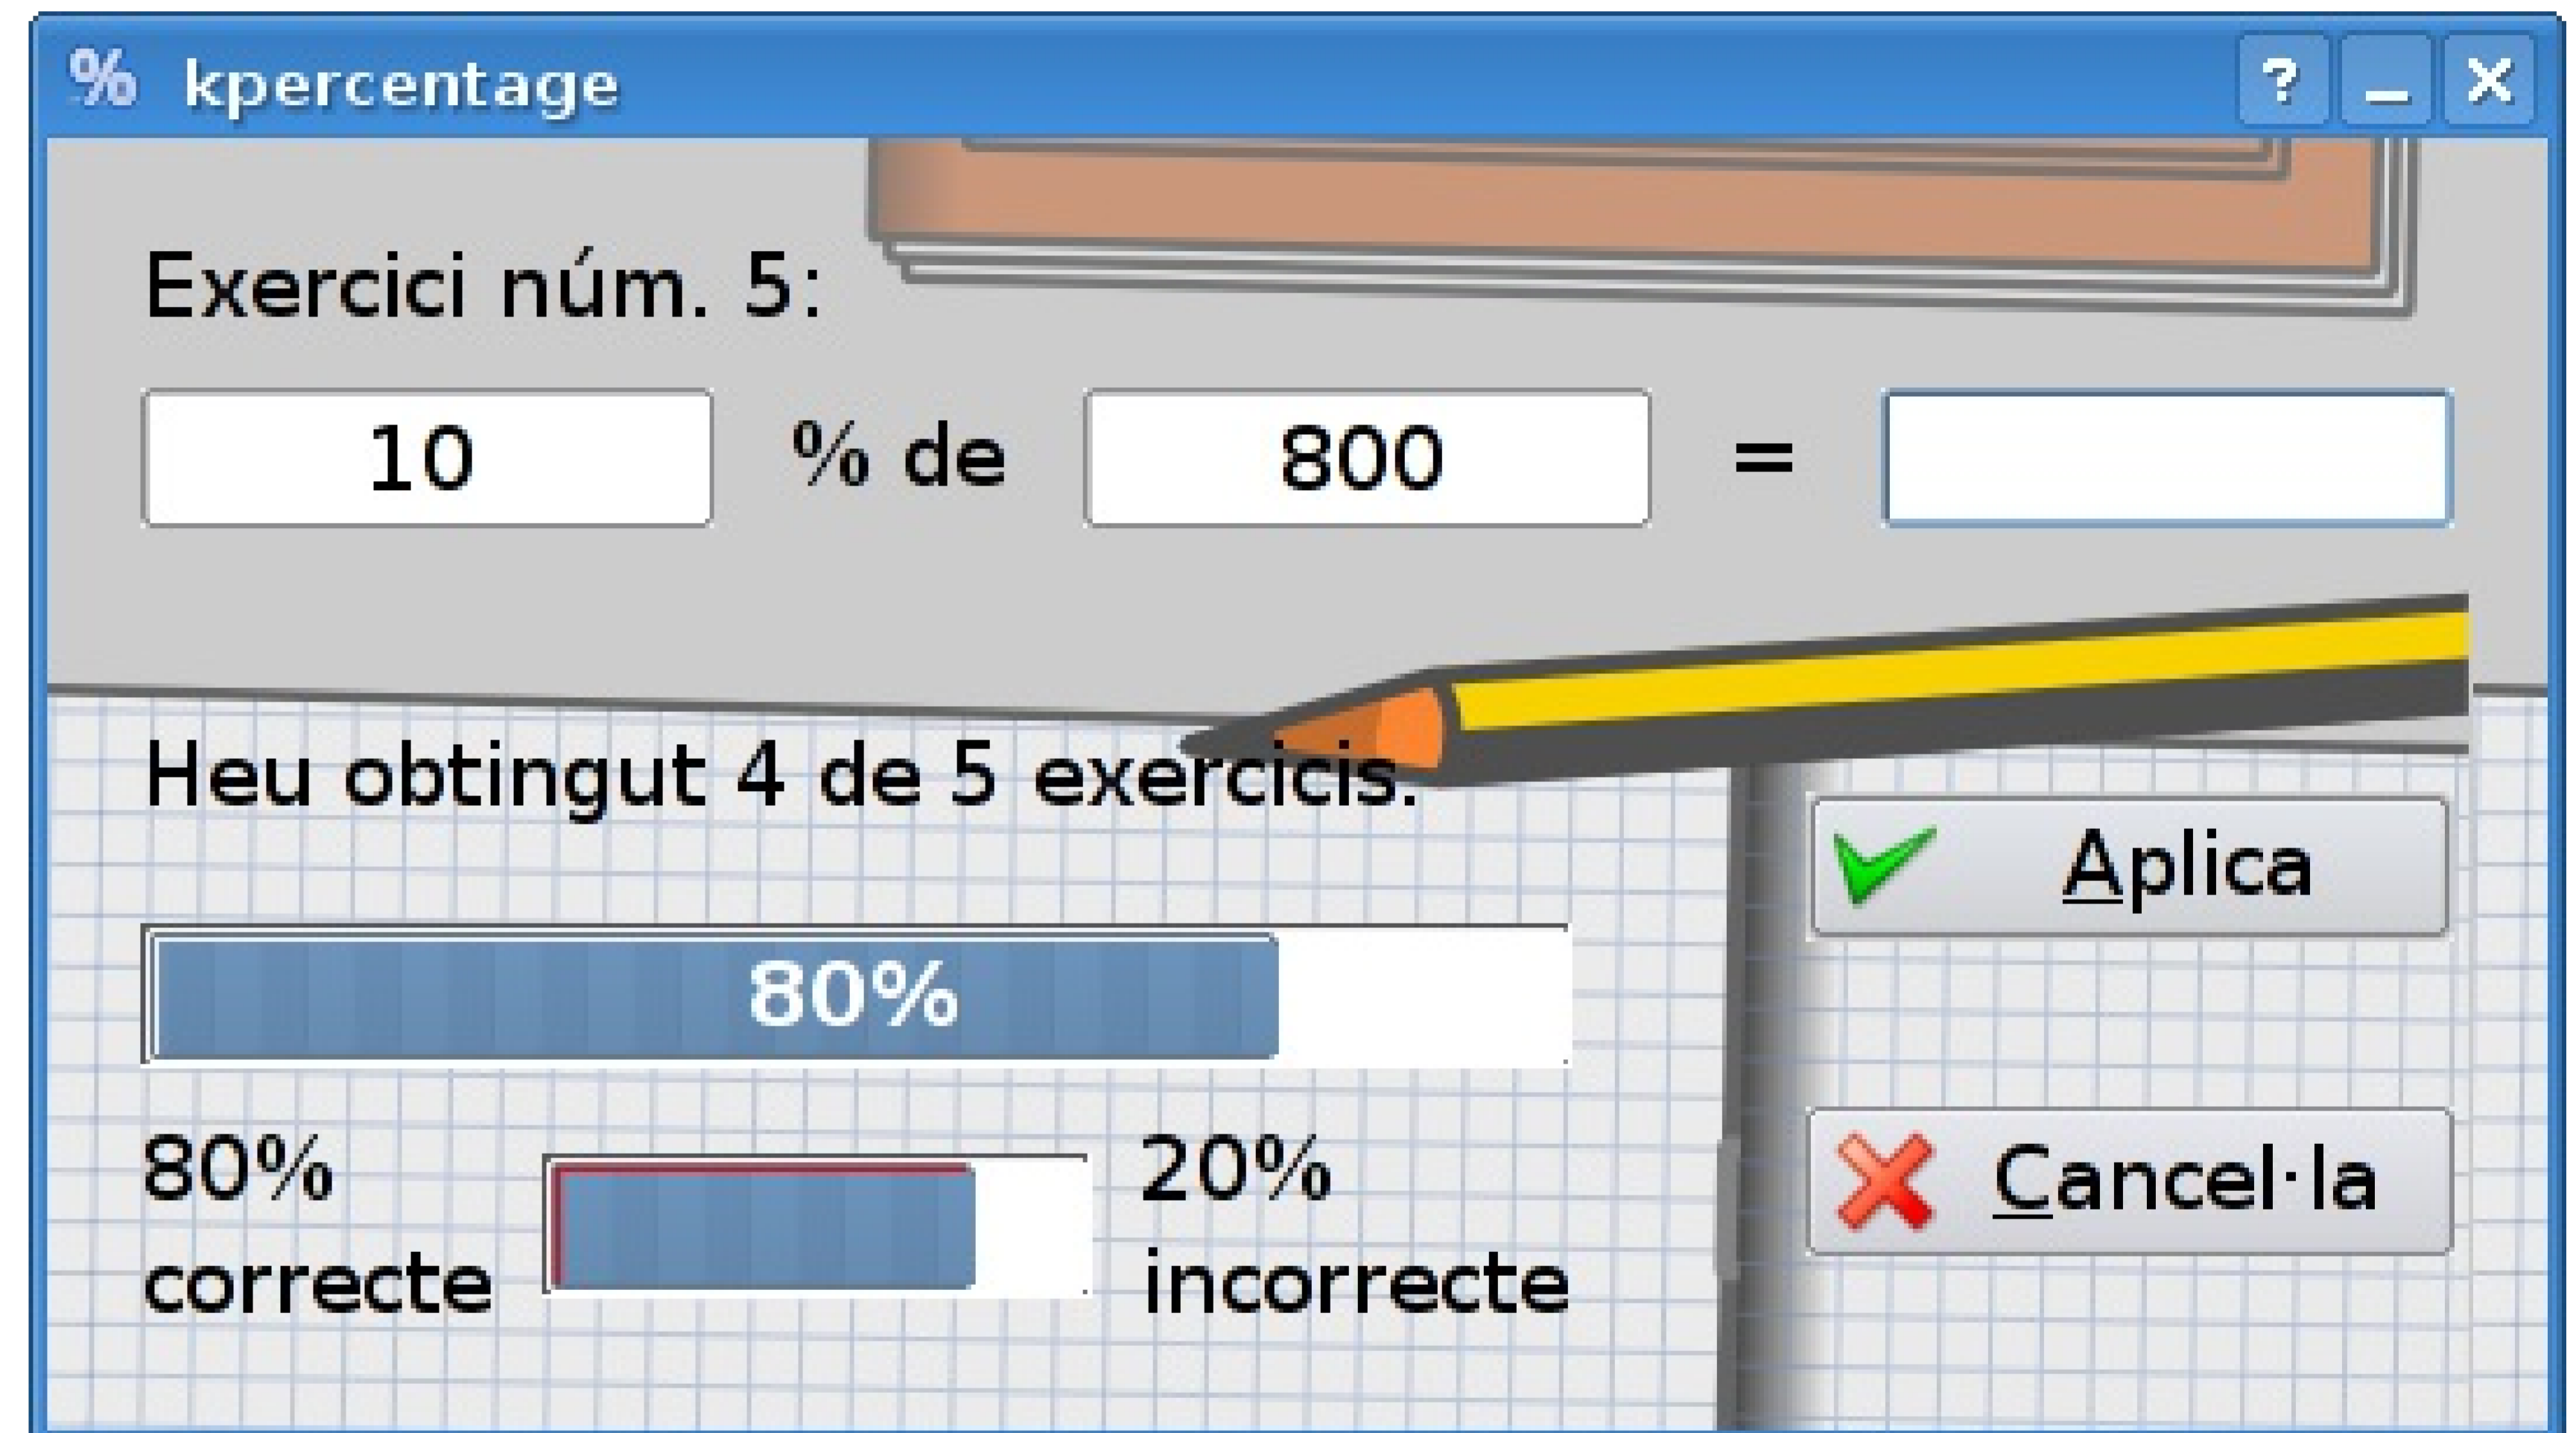 % kpercentage ? _ X
Exercici núm. 5:
10 % de 800 =
Heu obtingut 4 de 5 exercicis.
80%
80% correcte
20% incorrecte
Aplica
Cancel·la